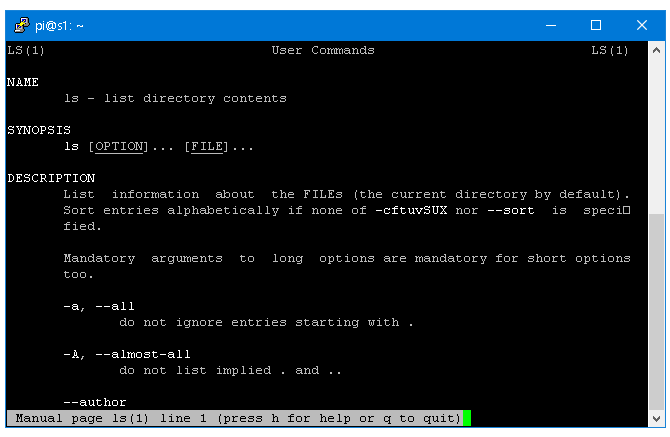 pi@s1: ~
LS(1) User Commands LS(1)
NAME
ls - list directory contents
SYNOPSIS
ls [OPTION]... [FILE]...
DESCRIPTION
List information about the FILEs (the current directory by default).
Sort entries alphabetically if none of -cftuvSUX nor --sort is speci□
fied.
Mandatory arguments to long options are mandatory for short options
too.
-a, --all
do not ignore entries starting with .
-A, --almost-all
do not list implied . and ..
--author
Manual page ls(1) line 1 (press h for help or q to quit)